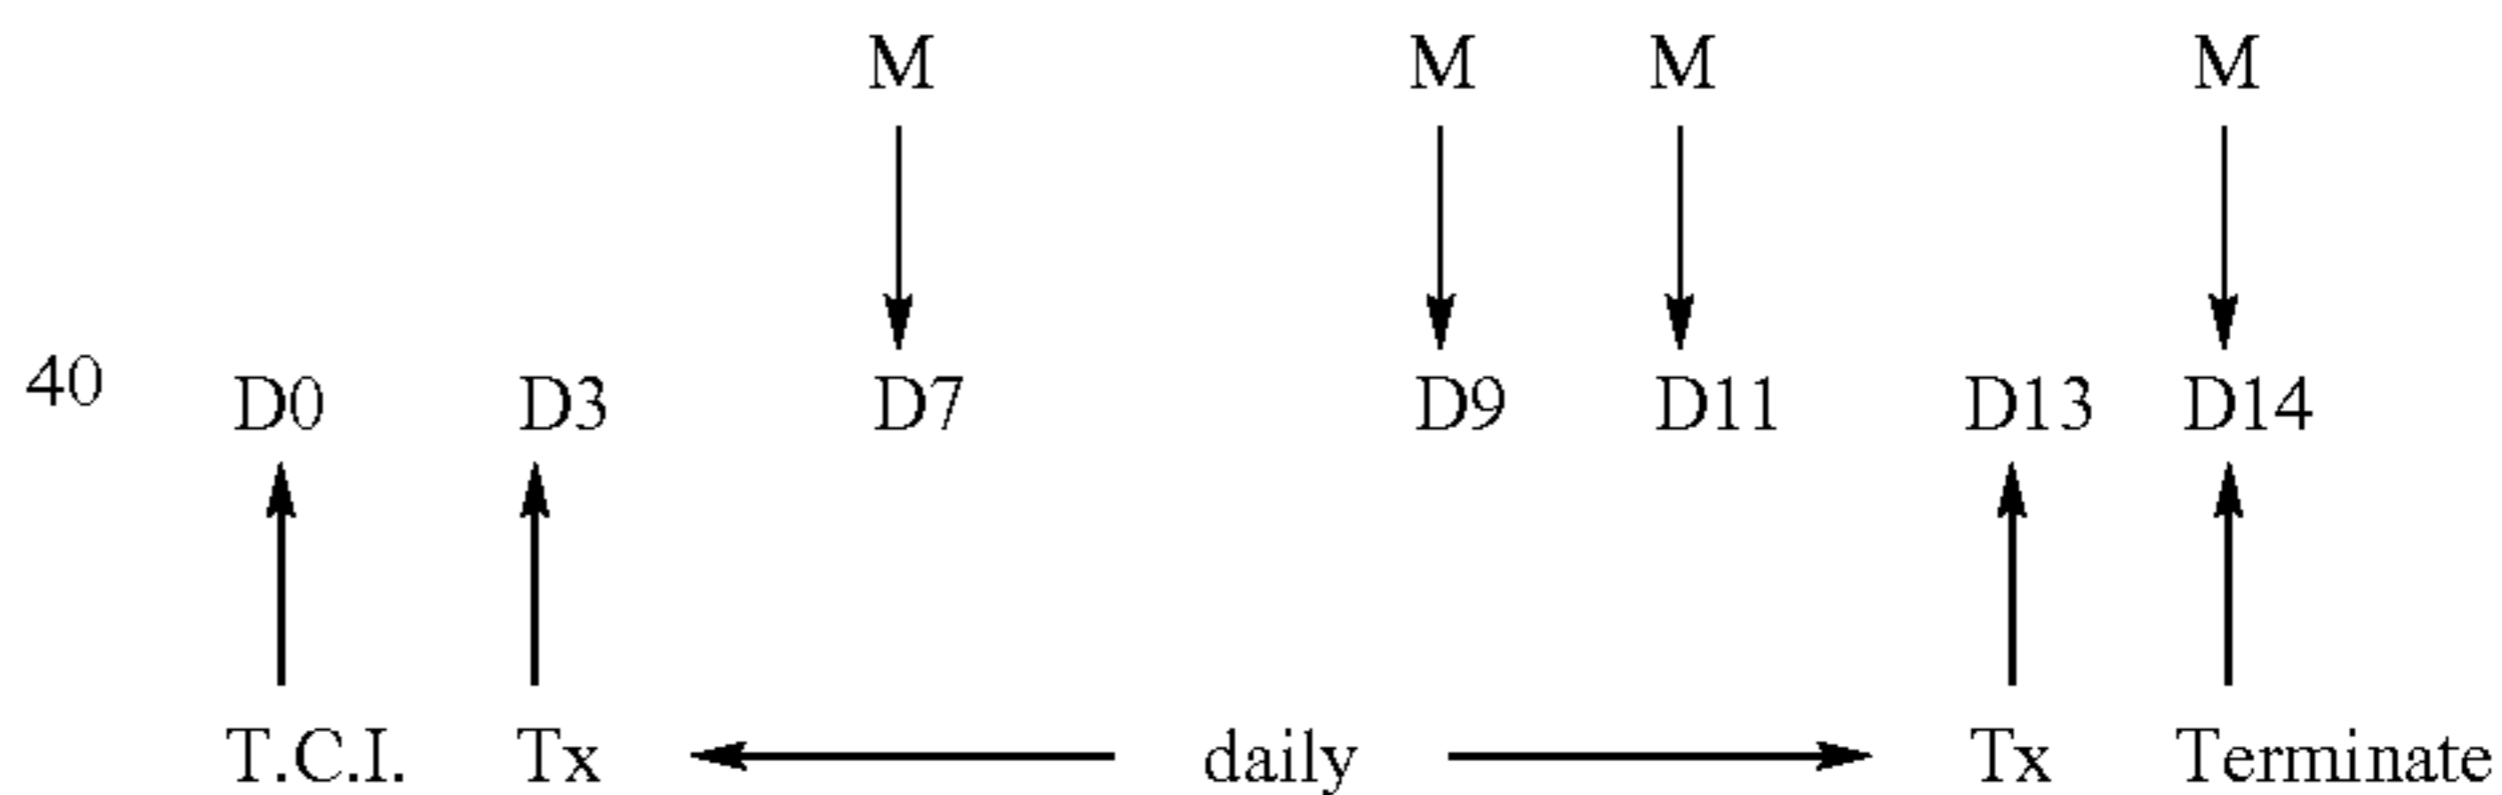 M M M M
40 D0 D3 D7 D9 D11 D13 D14
T.C.I. Tx daily Tx Terminate